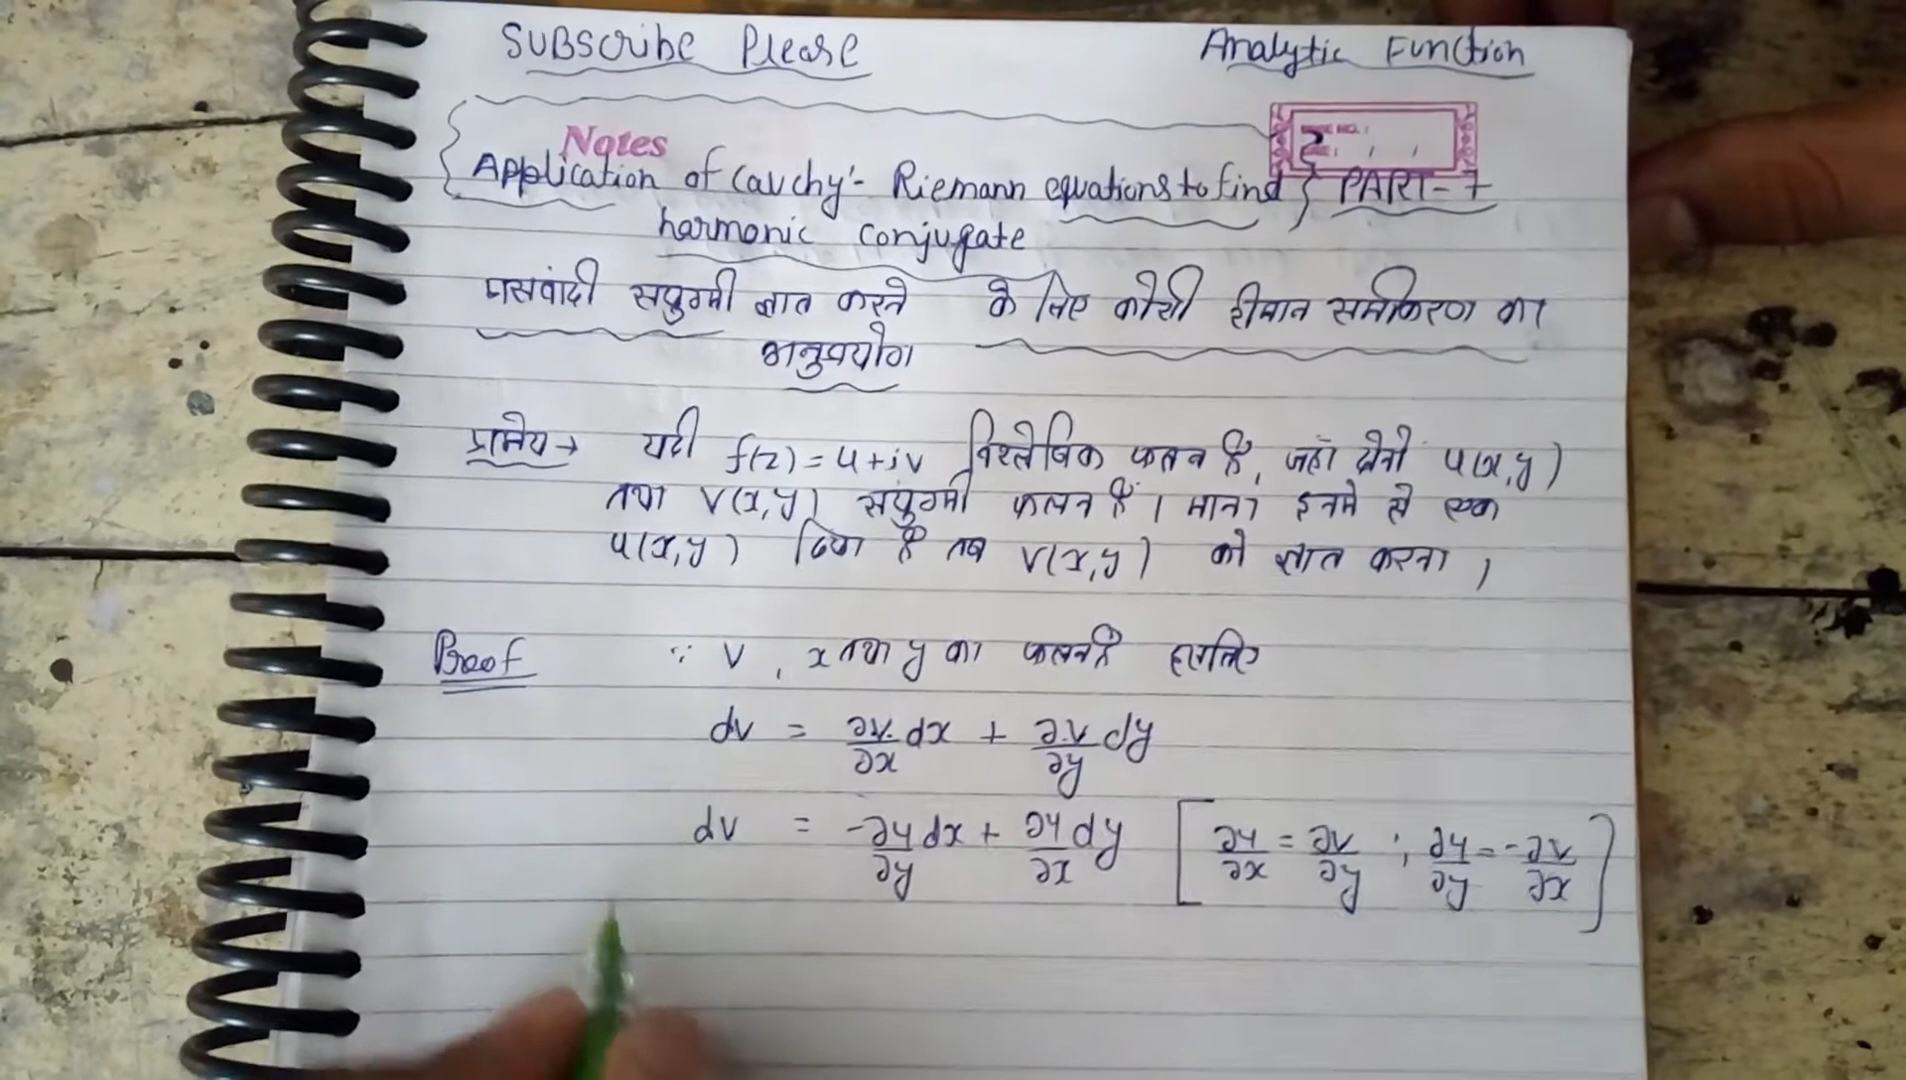 SUBScribe Please
Analytic Function
Notes
Application of Cauchy'- Riemann equations to find
PART-7
harmonic conjugate
प्रसंवादी सयुग्मी ज्ञात करने के लिए कोशी रीमान समीकरण का
अनुप्रयोग
प्रमेय→ यदी f(z)=u+iv विश्लेषिक फलन है, जहाँ दोनो u(x,y)
तथा v(x,y) संयुग्मी फलन है। माना इनमे से एक
u(x,y) दिया है तब v(x,y) को ज्ञात करना।
Proof ∵ v, x तथा y का फलन है इसलिए
dv = ∂v/∂x dx + ∂v/∂y dy
dv = -∂u/∂y dx + ∂u/∂x dy [∂u/∂x = ∂v/∂y, ∂u/∂y = -∂v/∂x]